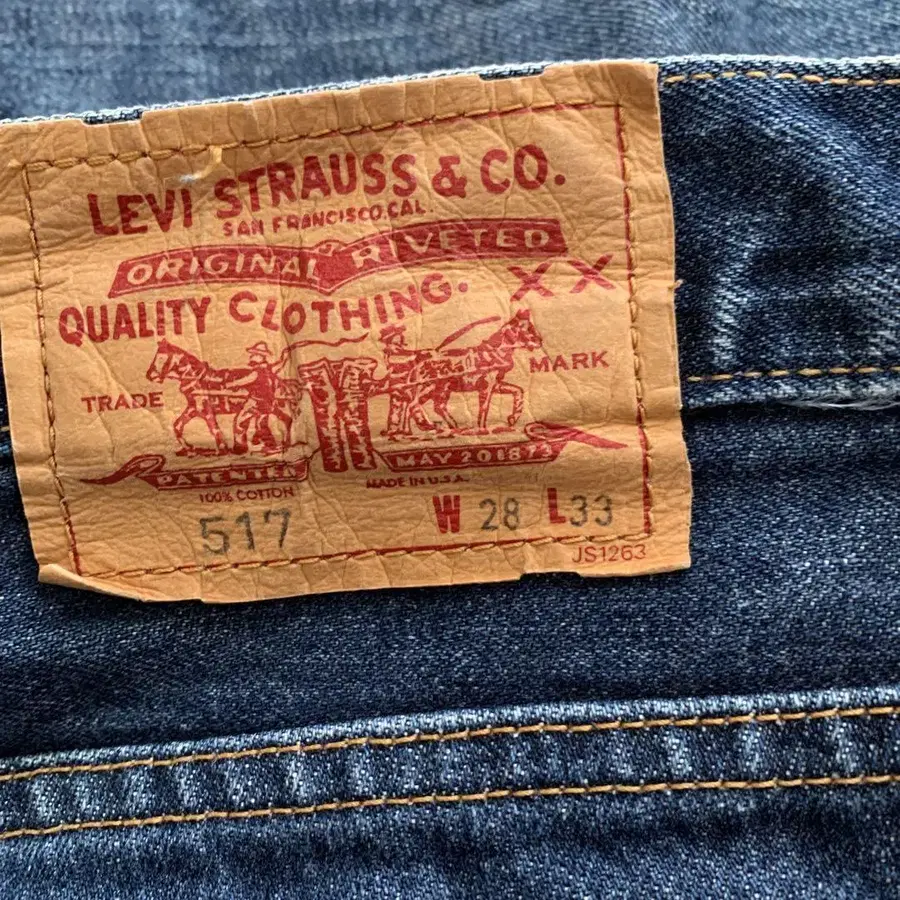 LEVI STRAUSS & CO.
SAN FRANCISCO, CAL.
ORIGINAL RIVETED
QUALITY CLOTHING. XX
TRADE MARK
PATENTED MAY 20 1873
100% COTTON MADE IN U.S.A.
517 W 28 L 33
JS1263